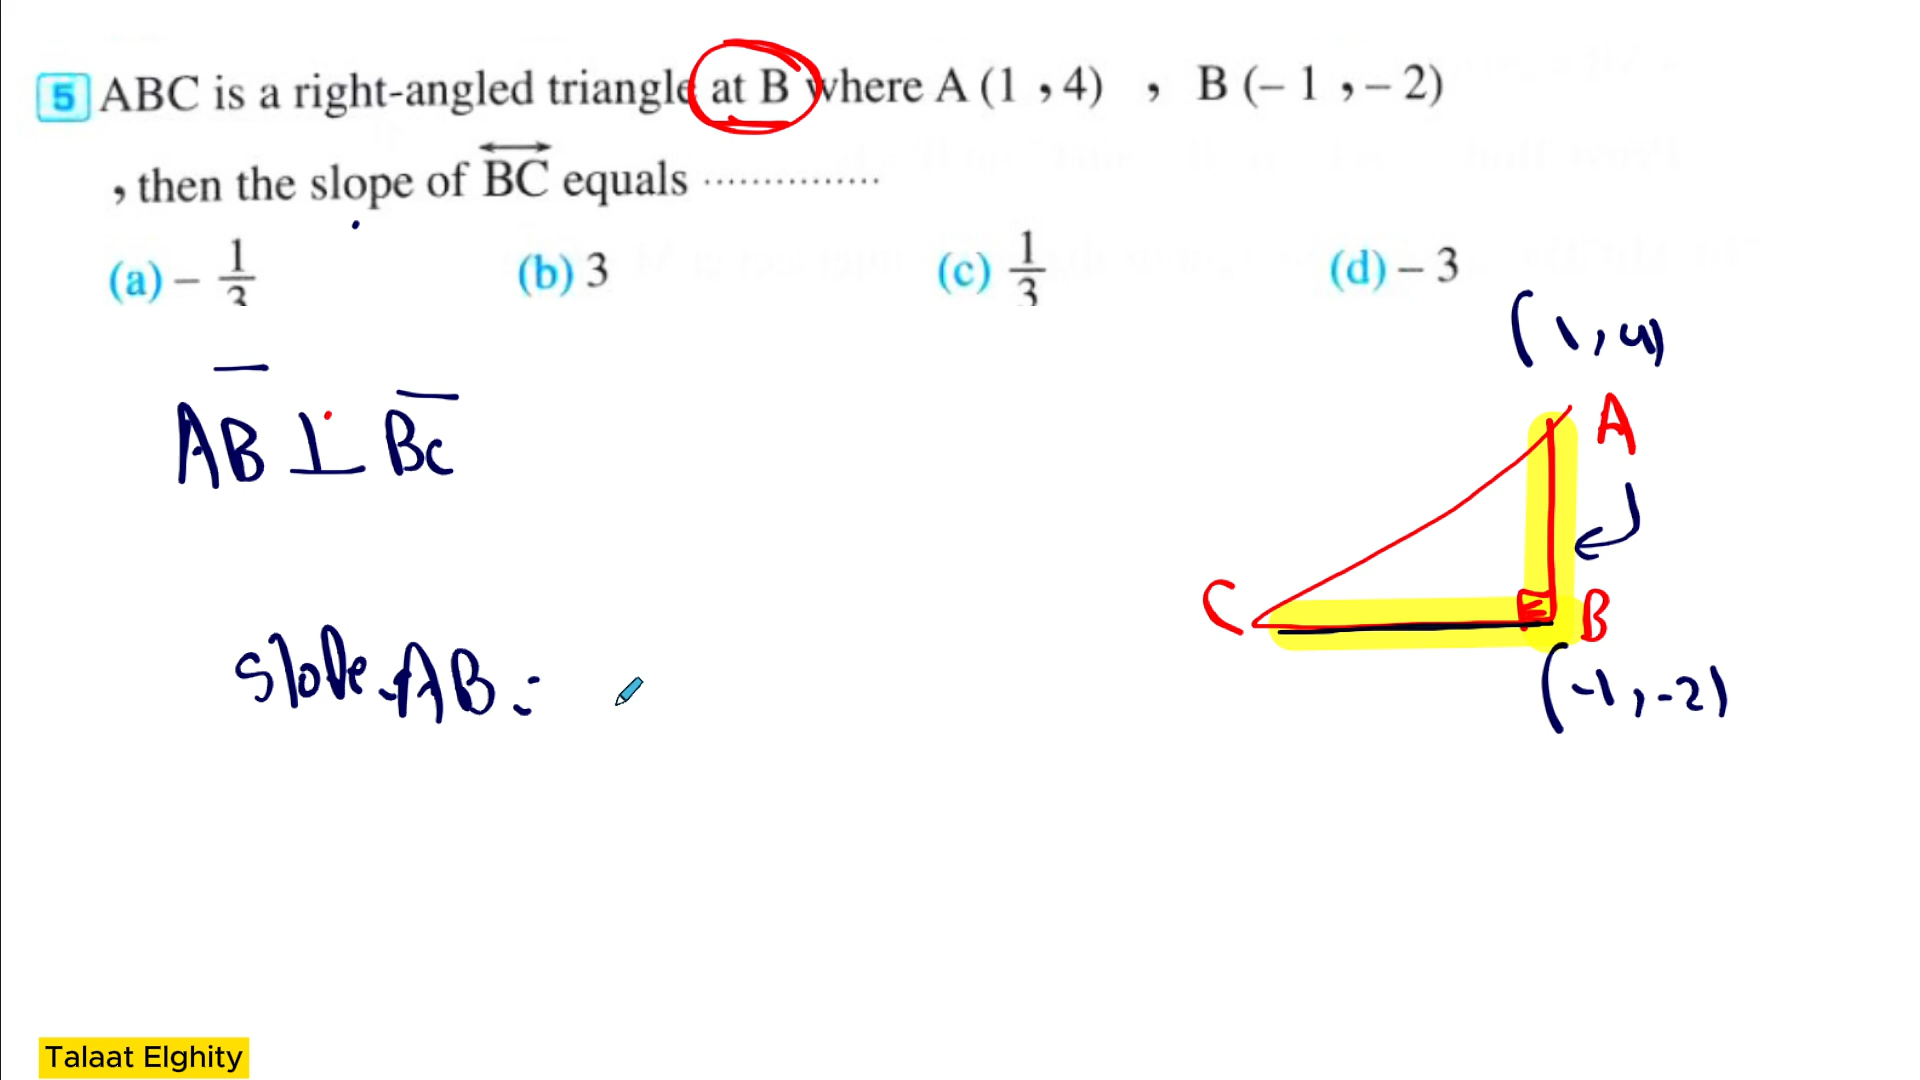 5 ABC is a right-angled triangle at B where A (1 , 4) , B (– 1 , – 2)
, then the slope of BC equals ...............
(a) – 1/3 (b) 3 (c) 1/3 (d) – 3
(1,4)
A
AB ⊥ BC
C
B
Slope AB =
(-1,-2)
Talaat Elghity